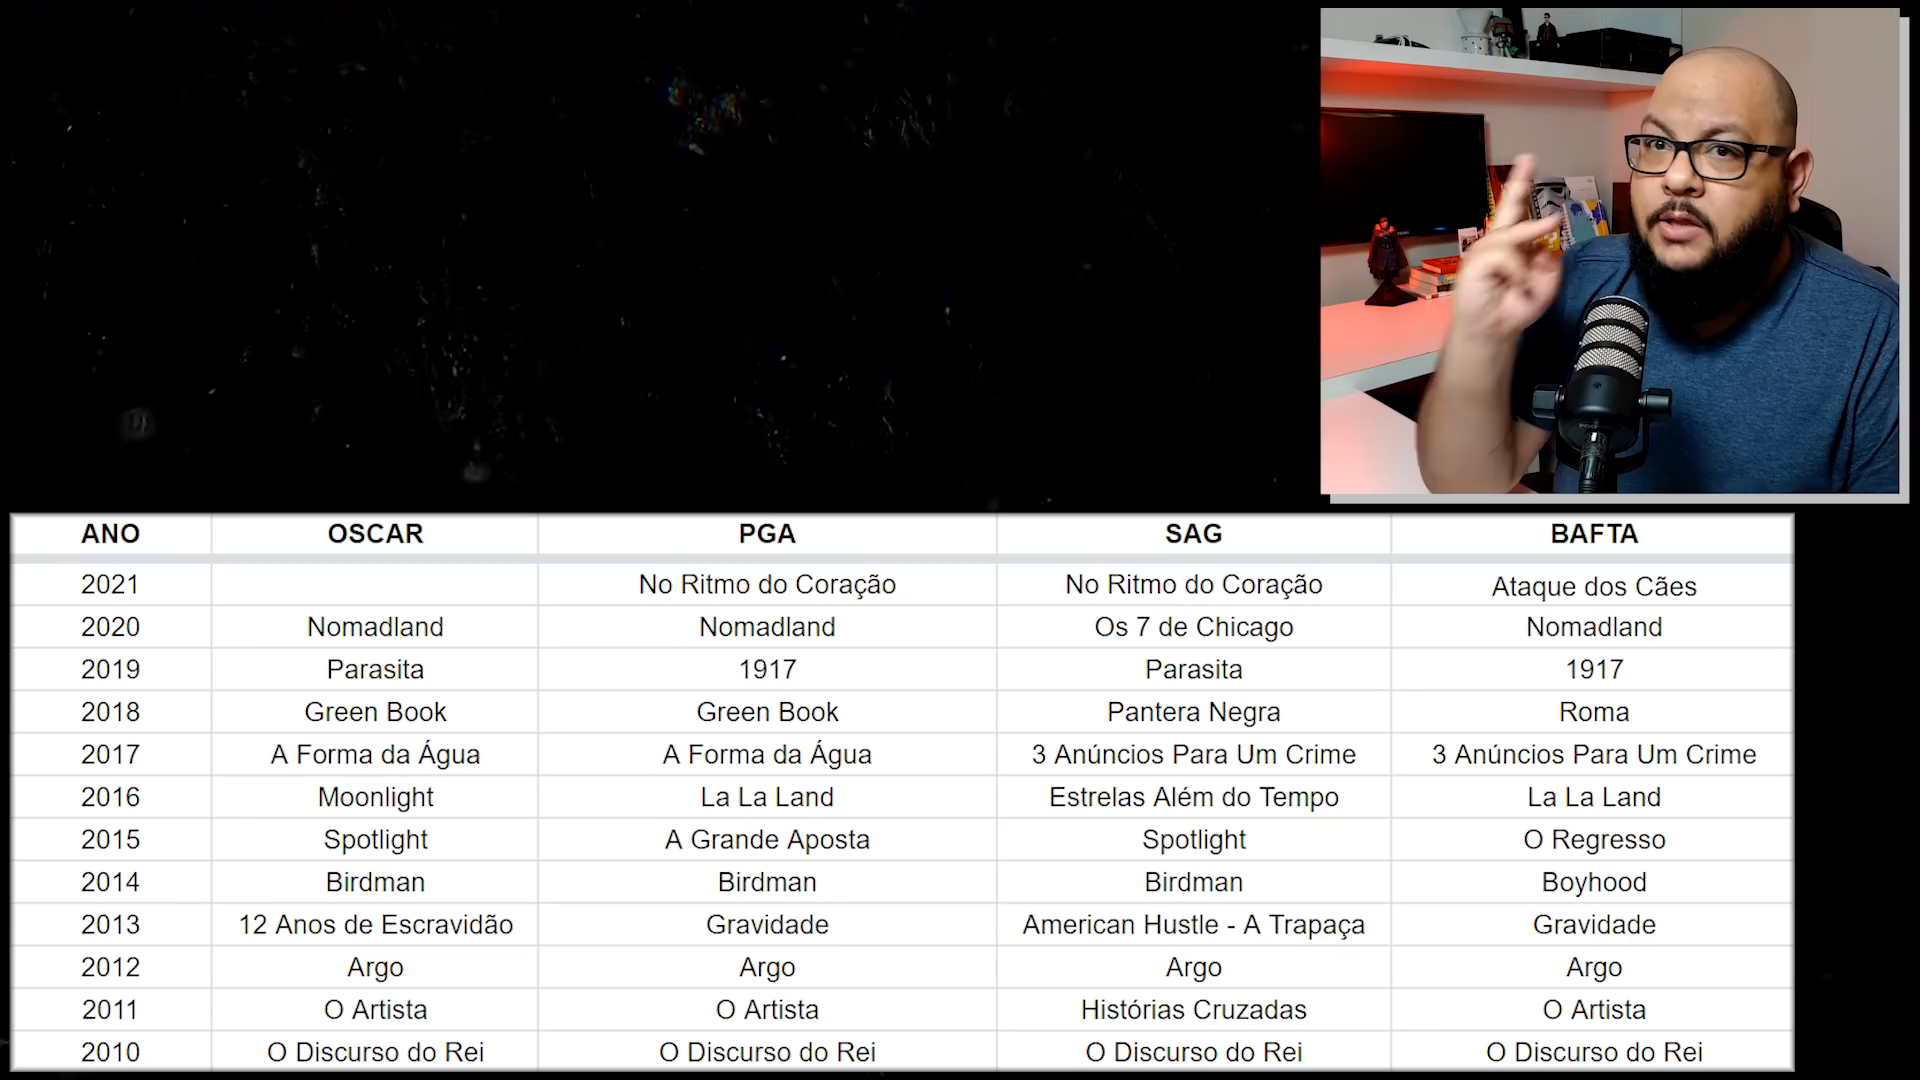 ANO OSCAR PGA SAG BAFTA
2021 No Ritmo do Coração No Ritmo do Coração Ataque dos Cães
2020 Nomadland Nomadland Os 7 de Chicago Nomadland
2019 Parasita 1917 Parasita 1917
2018 Green Book Green Book Pantera Negra Roma
2017 A Forma da Água A Forma da Água 3 Anúncios Para Um Crime 3 Anúncios Para Um Crime
2016 Moonlight La La Land Estrelas Além do Tempo La La Land
2015 Spotlight A Grande Aposta Spotlight O Regresso
2014 Birdman Birdman Birdman Boyhood
2013 12 Anos de Escravidão Gravidade American Hustle - A Trapaça Gravidade
2012 Argo Argo Argo Argo
2011 O Artista O Artista Histórias Cruzadas O Artista
2010 O Discurso do Rei O Discurso do Rei O Discurso do Rei O Discurso do Rei